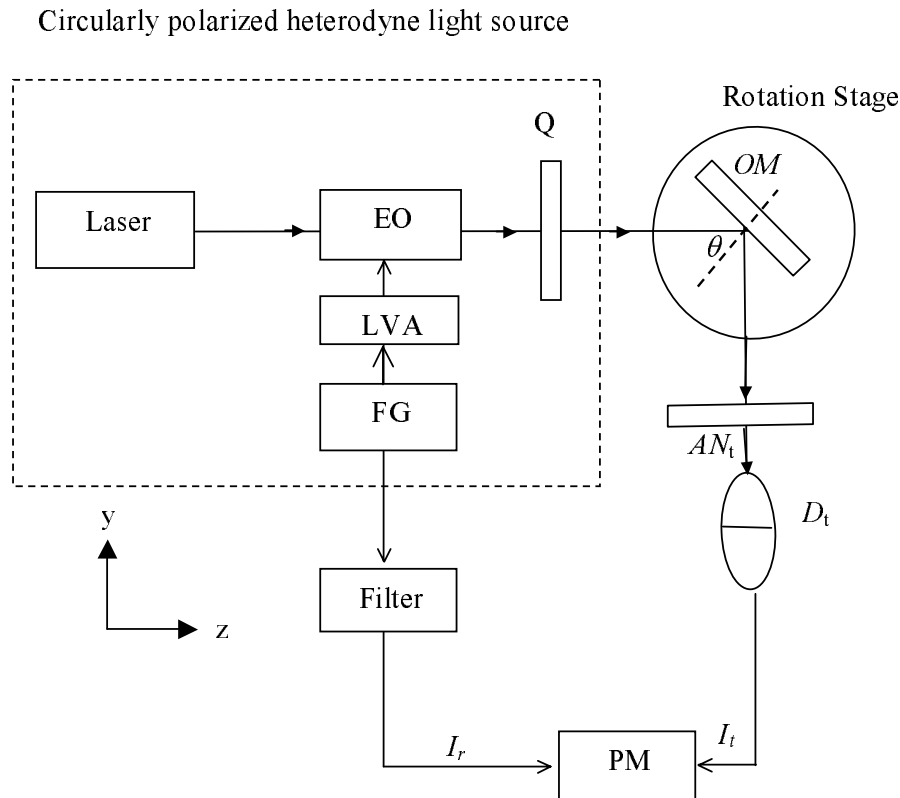 Circularly polarized heterodyne light source
Rotation Stage
Q
OM
Laser
EO
θ
LVA
FG
ANt
Dt
y
z
Filter
Ir
It
PM